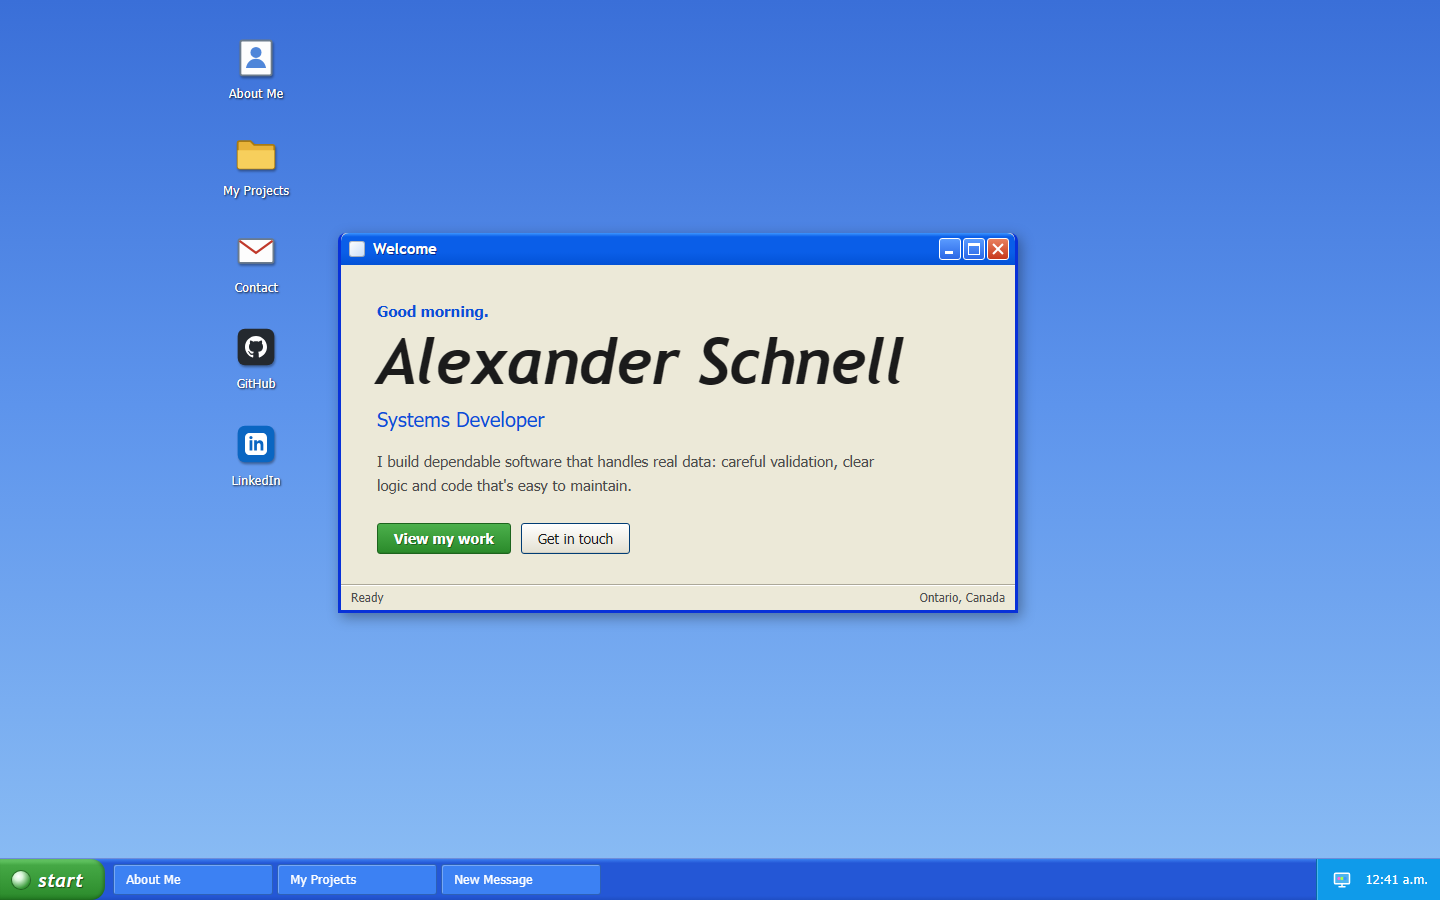 About Me
My Projects
Contact
GitHub
in
LinkedIn
Welcome
Good morning.
Alexander Schnell
Systems Developer
I build dependable software that handles real data: careful validation, clear
logic and code that's easy to maintain.
View my work
Get in touch
Ready
Ontario, Canada
start
About Me
My Projects
New Message
12:41 a.m.